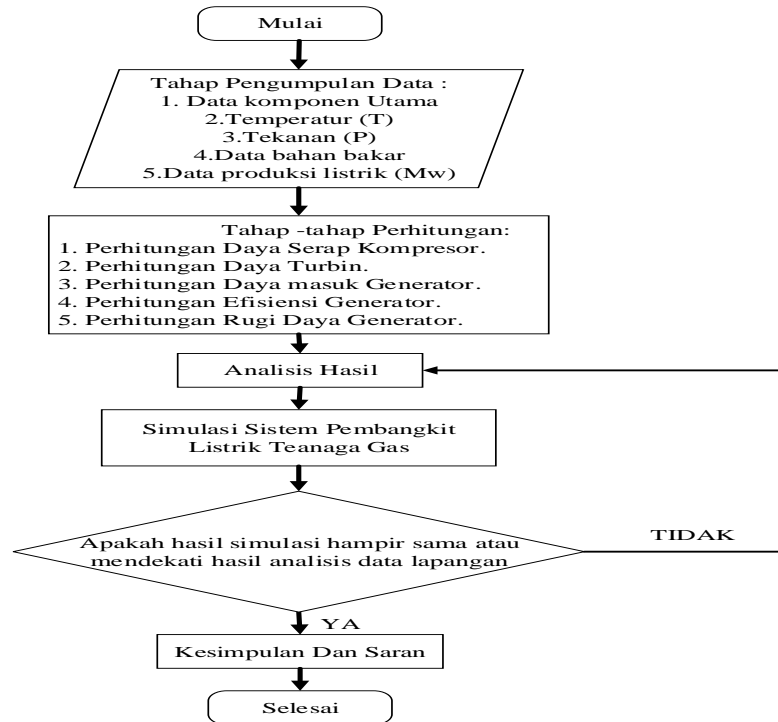 Mulai
Tahap Pengumpulan Data :
1. Data komponen Utama
2.Temperatur (T)
3.Tekanan (P)
4.Data bahan bakar
5.Data produksi listrik (Mw)
Tahap -tahap Perhitungan:
1. Perhitungan Daya Serap Kompresor.
2. Perhitungan Daya Turbin.
3. Perhitungan Daya masuk Generator.
4. Perhitungan Efisiensi Generator.
5. Perhitungan Rugi Daya Generator.
Analisis Hasil
Simulasi Sistem Pembangkit
Listrik Teanaga Gas
Apakah hasil simulasi hampir sama atau
mendekati hasil analisis data lapangan
TIDAK
YA
Kesimpulan Dan Saran
Selesai